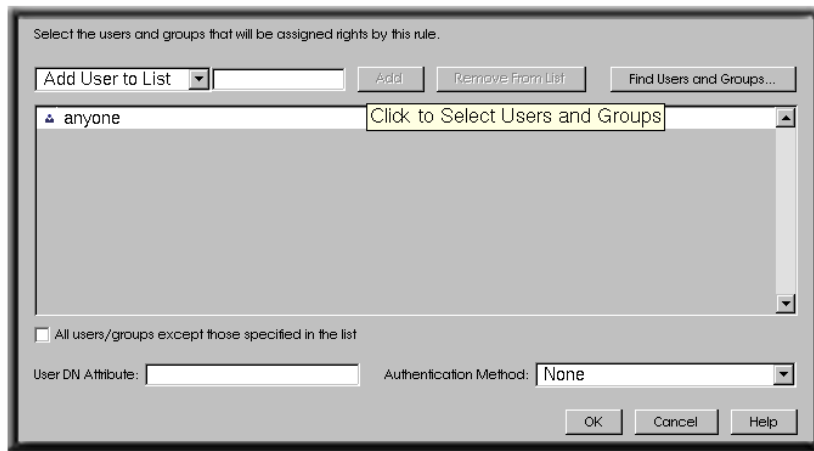 Select the users and groups that will be assigned rights by this rule.
Add User to List
Add
Remove From List
Find Users and Groups...
anyone
Click to Select Users and Groups
All users/groups except those specified in the list
User DN Attribute:
Authentication Method:
None
OK
Cancel
Help